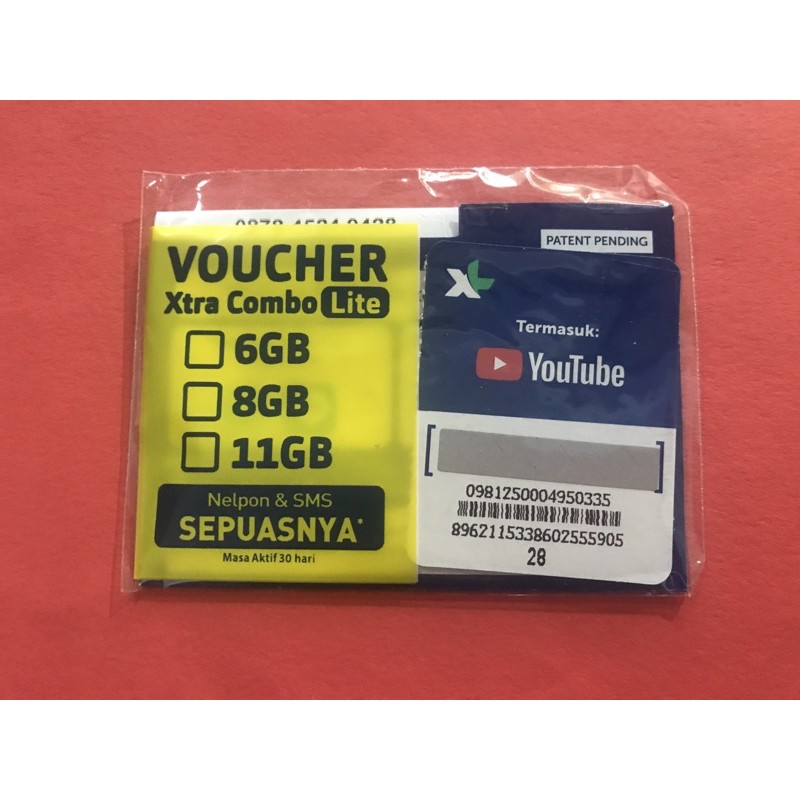 VOUCHER
Xtra Combo Lite
6GB
8GB
11GB
Nelpon & SMS
SEPUASNYA*
Masa Aktif 30 hari
PATENT PENDING
XL
Termasuk:
YouTube
0981250004950335
8962115338602555905
28